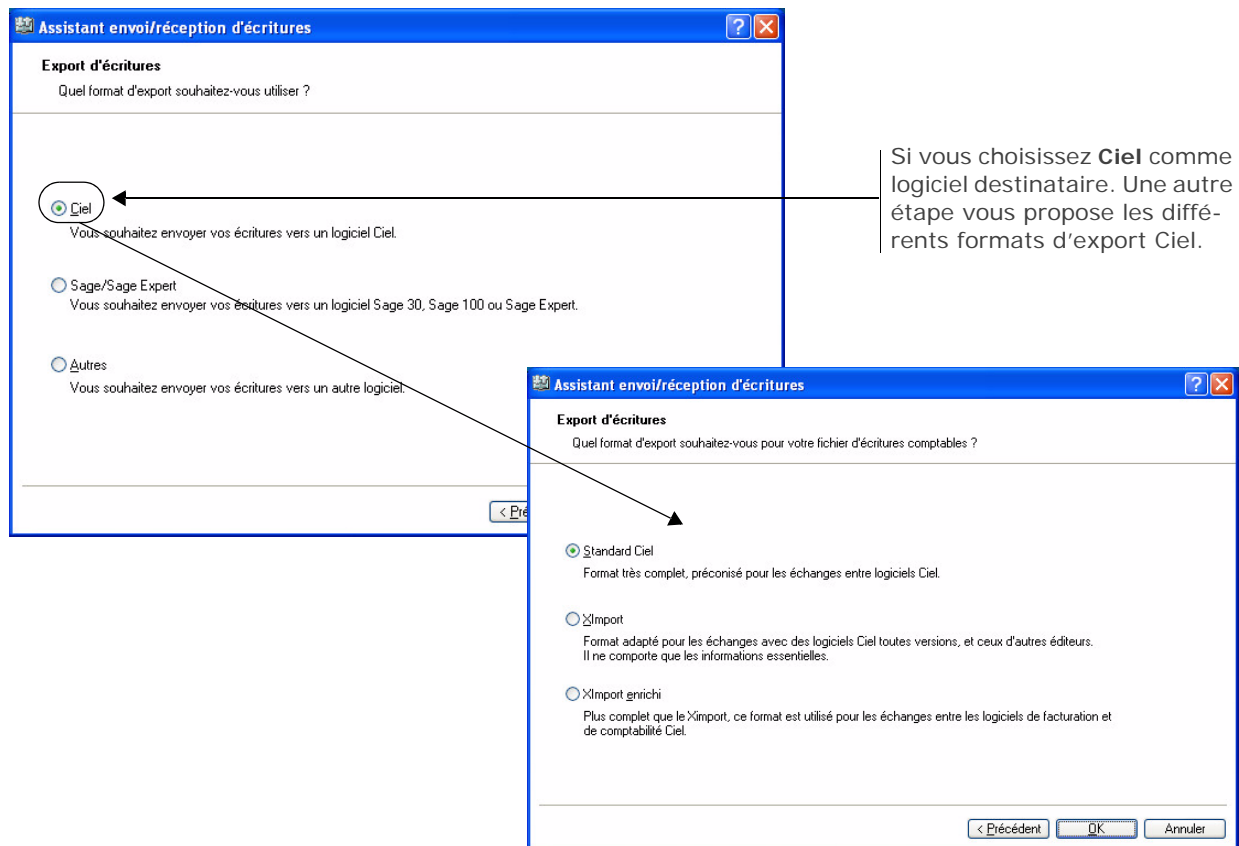 Assistant envoi/réception d'écritures
Export d'écritures
Quel format d'export souhaitez-vous utiliser ?
Ciel
Vous souhaitez envoyer vos écritures vers un logiciel Ciel.
Sage/Sage Expert
Vous souhaitez envoyer vos écritures vers un logiciel Sage 30, Sage 100 ou Sage Expert.
Autres
Vous souhaitez envoyer vos écritures vers un autre logiciel.
< Pré
Si vous choisissez Ciel comme
logiciel destinataire. Une autre
étape vous propose les diffé-
rents formats d’export Ciel.
Assistant envoi/réception d'écritures
Export d'écritures
Quel format d'export souhaitez-vous pour votre fichier d'écritures comptables ?
Standard Ciel
Format très complet, préconisé pour les échanges entre logiciels Ciel.
XImport
Format adapté pour les échanges avec des logiciels Ciel toutes versions, et ceux d'autres éditeurs.
Il ne comporte que les informations essentielles.
XImport enrichi
Plus complet que le Ximport, ce format est utilisé pour les échanges entre les logiciels de facturation et
de comptabilité Ciel.
< Précédent
OK
Annuler